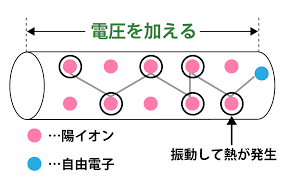 電圧を加える
…陽イオン
…自由電子
振動して熱が発生